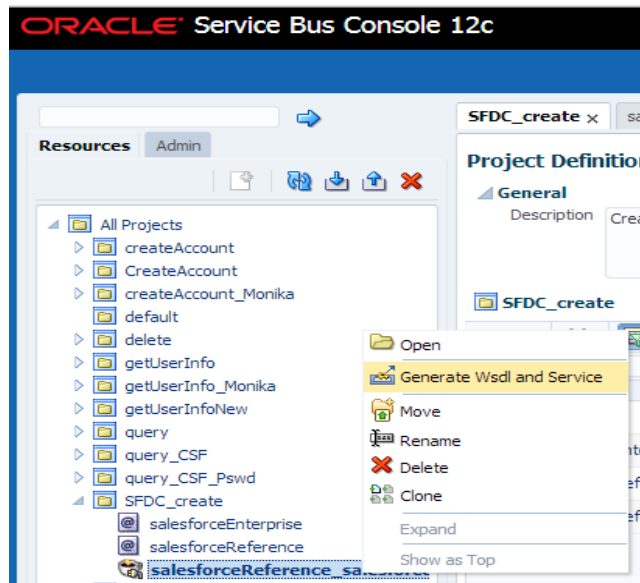 ORACLE® Service Bus Console 12c
SFDC_create ×
Resources
Admin
Project Definition
General
Description
All Projects
createAccount
CreateAccount
createAccount_Monika
SFDC_create
default
delete
Open
getUserInfo
Generate Wsdl and Service
getUserInfo_Monika
getUserInfoNew
Move
query
Rename
query_CSF
Delete
query_CSF_Pswd
Clone
SFDC_create
salesforceEnterprise
Expand
salesforceReference
Show as Top
salesforceReference_salesforce